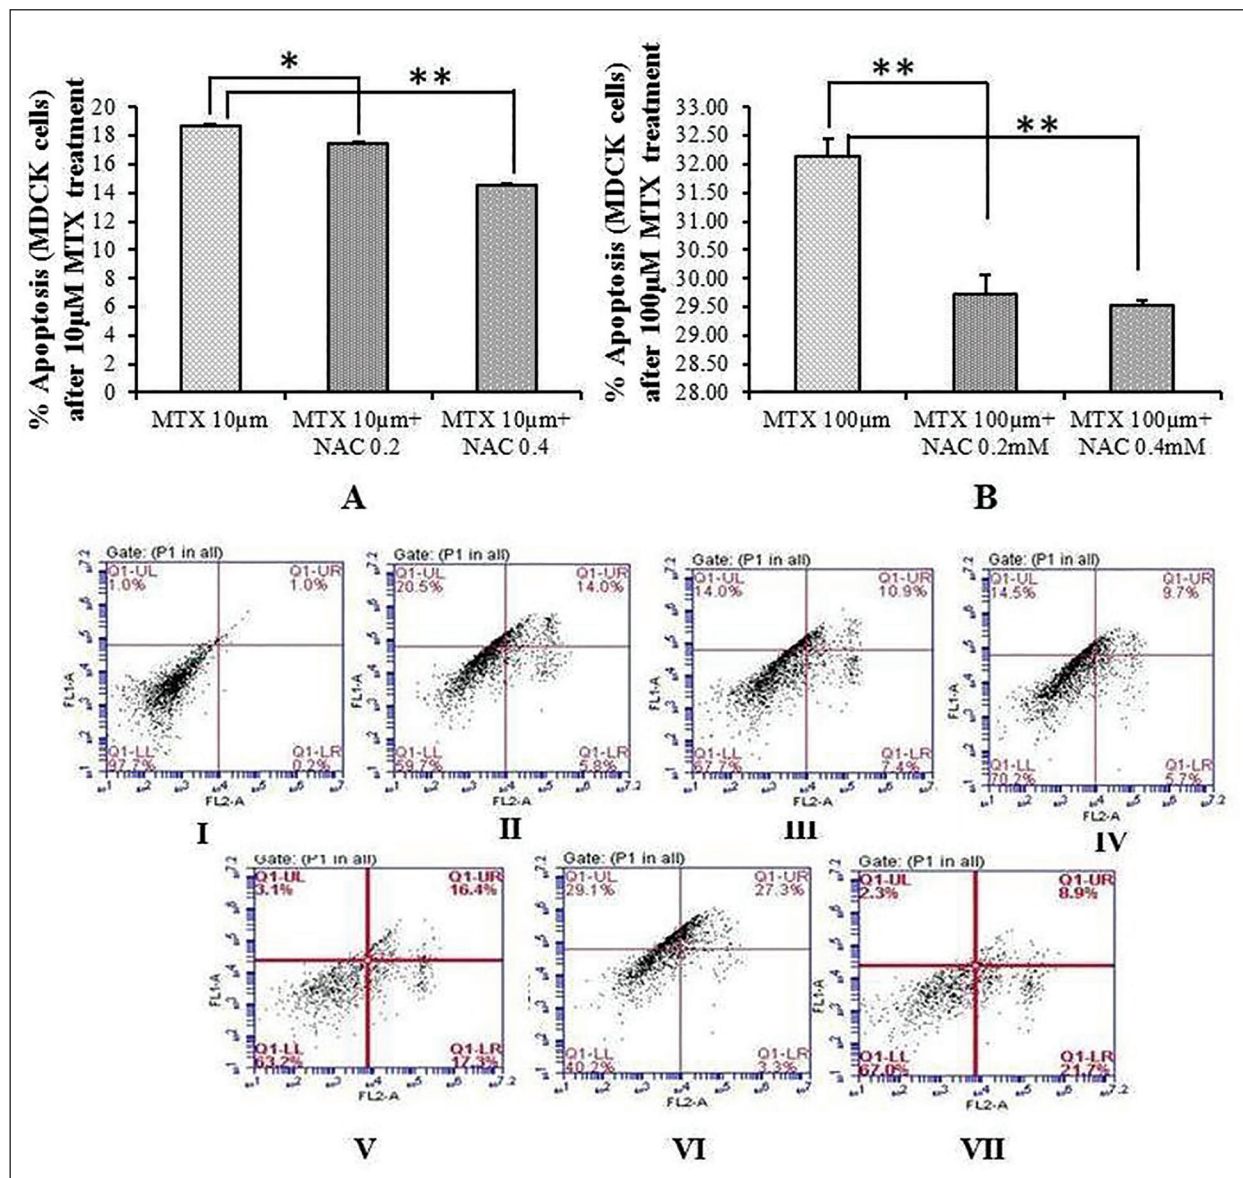 % Apoptosis (MDCK cells)
after 10µM MTX treatment
*
**
20
18
16
14
12
10
8
6
4
2
0
MTX 10µm
MTX 10µm+
NAC 0.2
MTX 10µm+
NAC 0.4
A
% Apoptosis (MDCK cells)
after 100µM MTX treatment
**
**
33.00
32.50
32.00
31.50
31.00
30.50
30.00
29.50
29.00
28.50
28.00
MTX 100µm
MTX 100µm+
NAC 0.2mM
MTX 100µm+
NAC 0.4mM
B
Gate: (P1 in all)
Q1-UL
1.0%
Q1-UR
1.0%
Q1-LL
97.7%
Q1-LR
0.2%
FL1-A
FL2-A
I
Gate: (P1 in all)
Q1-UL
20.5%
Q1-UR
14.0%
Q1-LL
59.7%
Q1-LR
5.8%
FL2-A
II
Gate: (P1 in all)
Q1-UL
14.0%
Q1-UR
10.9%
Q1-LL
67.7%
Q1-LR
7.4%
FL1-A
FL2-A
III
Gate: (P1 in all)
Q1-UL
14.5%
Q1-UR
9.7%
Q1-LL
70.2%
Q1-LR
5.7%
FL1-A
FL2-A
IV
Gate: (P1 in all)
Q1-UL
3.1%
Q1-UR
16.4%
Q1-LL
63.2%
Q1-LR
17.3%
FL1-A
FL2-A
V
Gate: (P1 in all)
Q1-UL
29.1%
Q1-UR
27.3%
Q1-LL
40.2%
Q1-LR
3.3%
FL2-A
VI
Gate: (P1 in all)
Q1-UL
2.3%
Q1-UR
8.9%
Q1-LL
67.0%
Q1-LR
21.7%
FL1-A
FL2-A
VII